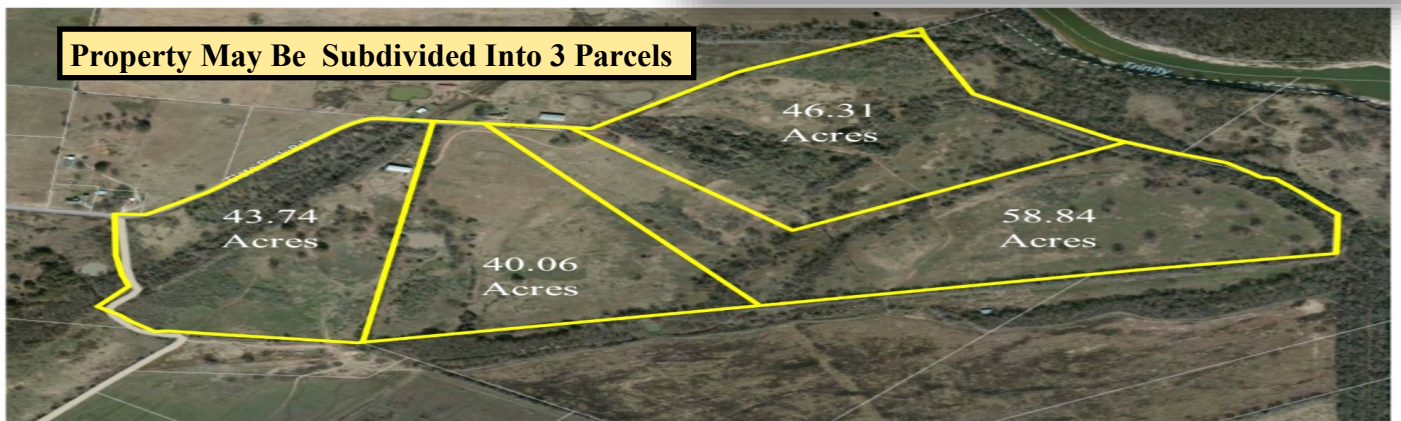 Property May Be Subdivided Into 3 Parcels
Trinity
46.31
Acres
43.74
Acres
58.84
Acres
40.06
Acres